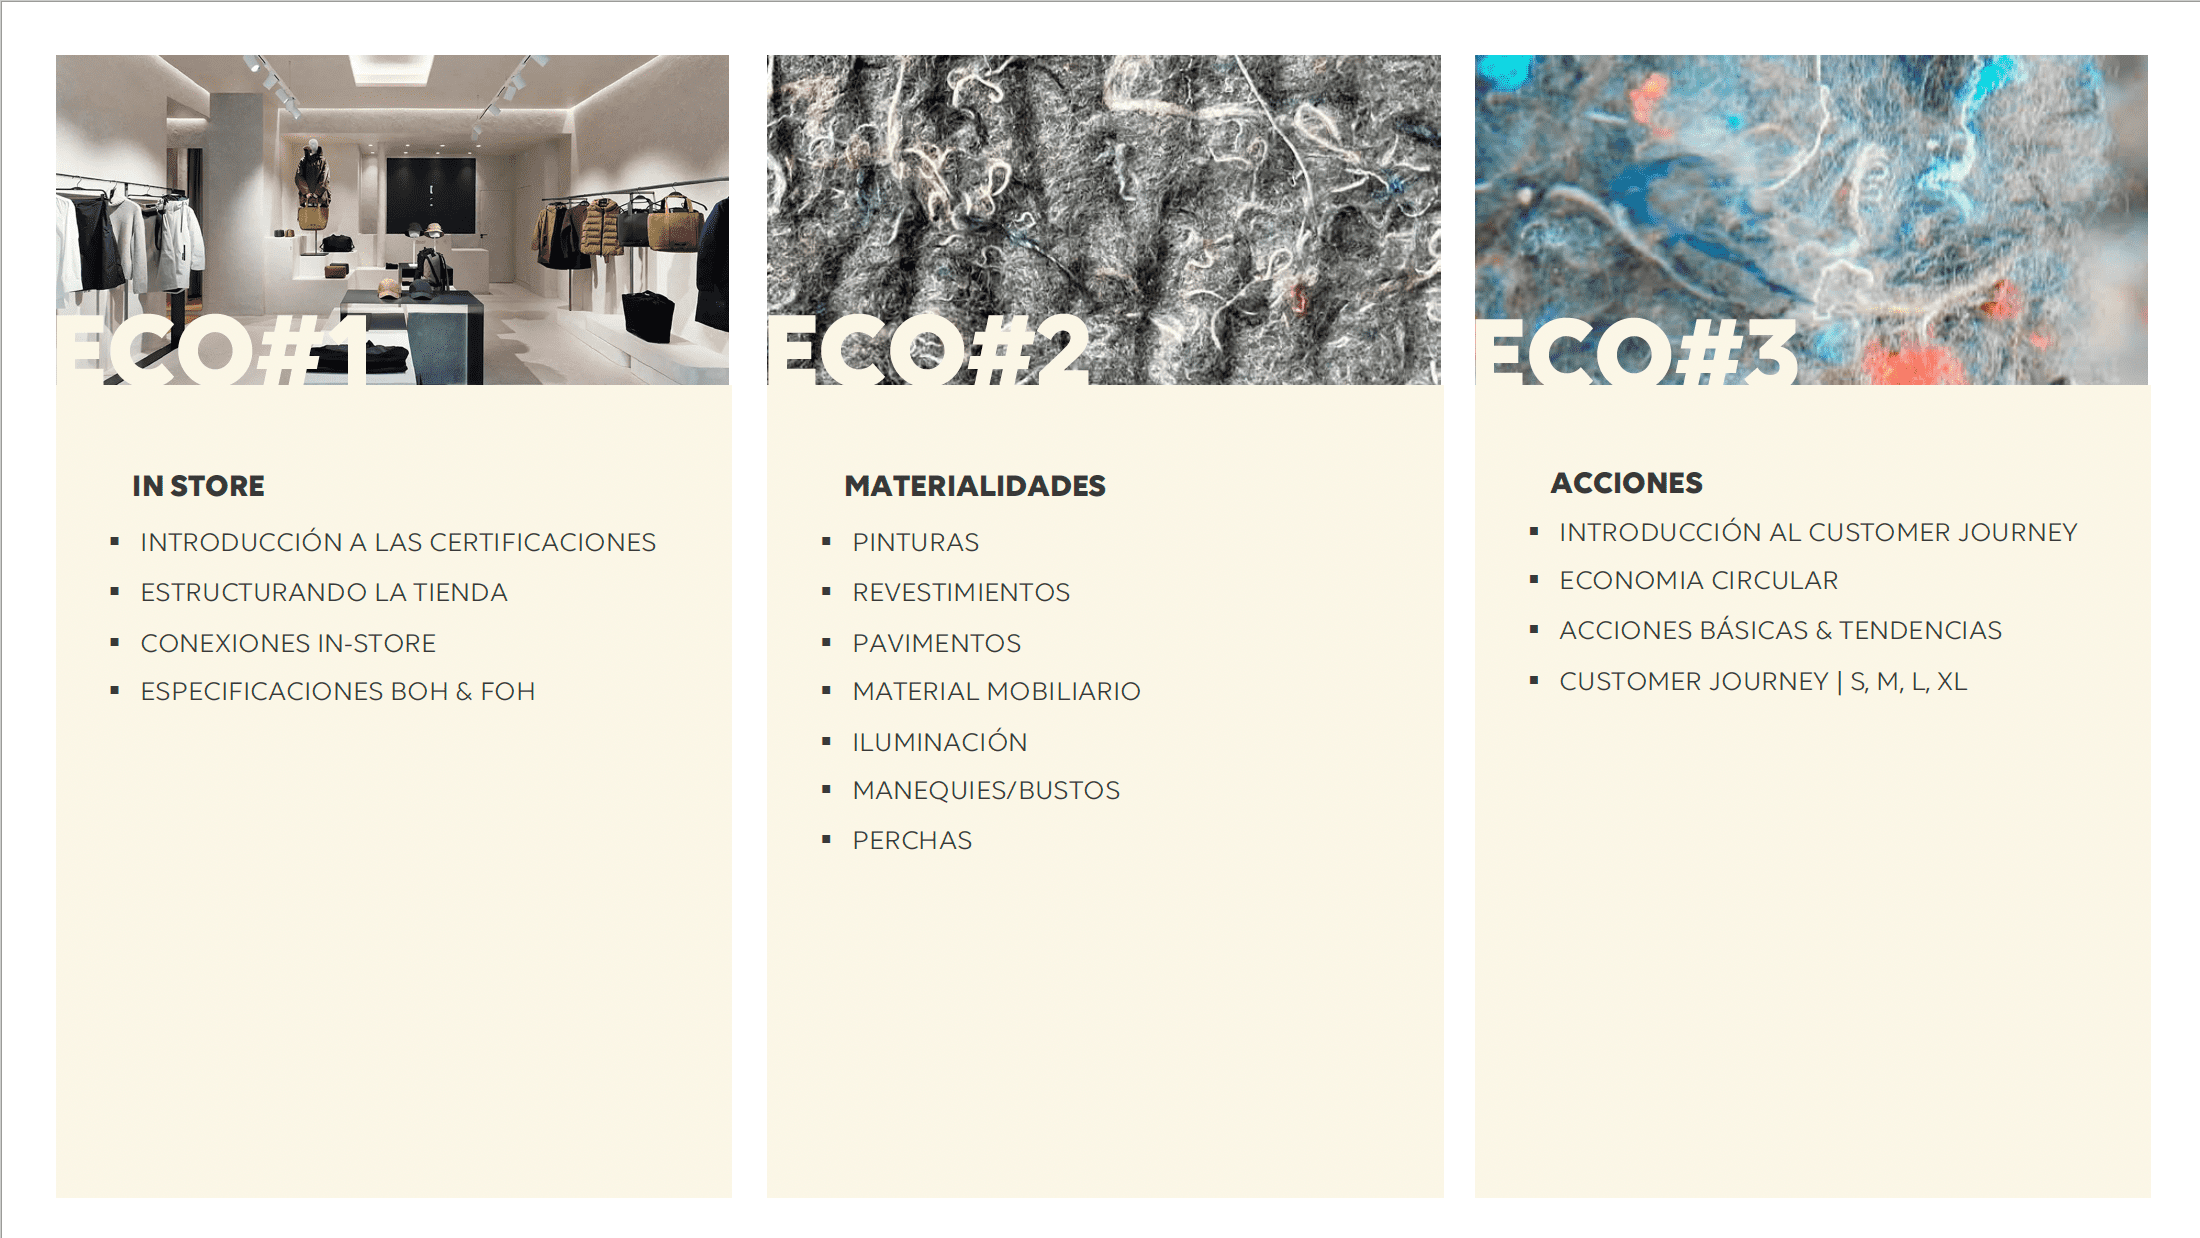 ECO#1
IN STORE
▪ INTRODUCCIÓN A LAS CERTIFICACIONES
▪ ESTRUCTURANDO LA TIENDA
▪ CONEXIONES IN-STORE
▪ ESPECIFICACIONES BOH & FOH
ECO#2
MATERIALIDADES
▪ PINTURAS
▪ REVESTIMIENTOS
▪ PAVIMENTOS
▪ MATERIAL MOBILIARIO
▪ ILUMINACIÓN
▪ MANEQUIES/BUSTOS
▪ PERCHAS
ECO#3
ACCIONES
▪ INTRODUCCIÓN AL CUSTOMER JOURNEY
▪ ECONOMIA CIRCULAR
▪ ACCIONES BÁSICAS & TENDENCIAS
▪ CUSTOMER JOURNEY | S, M, L, XL